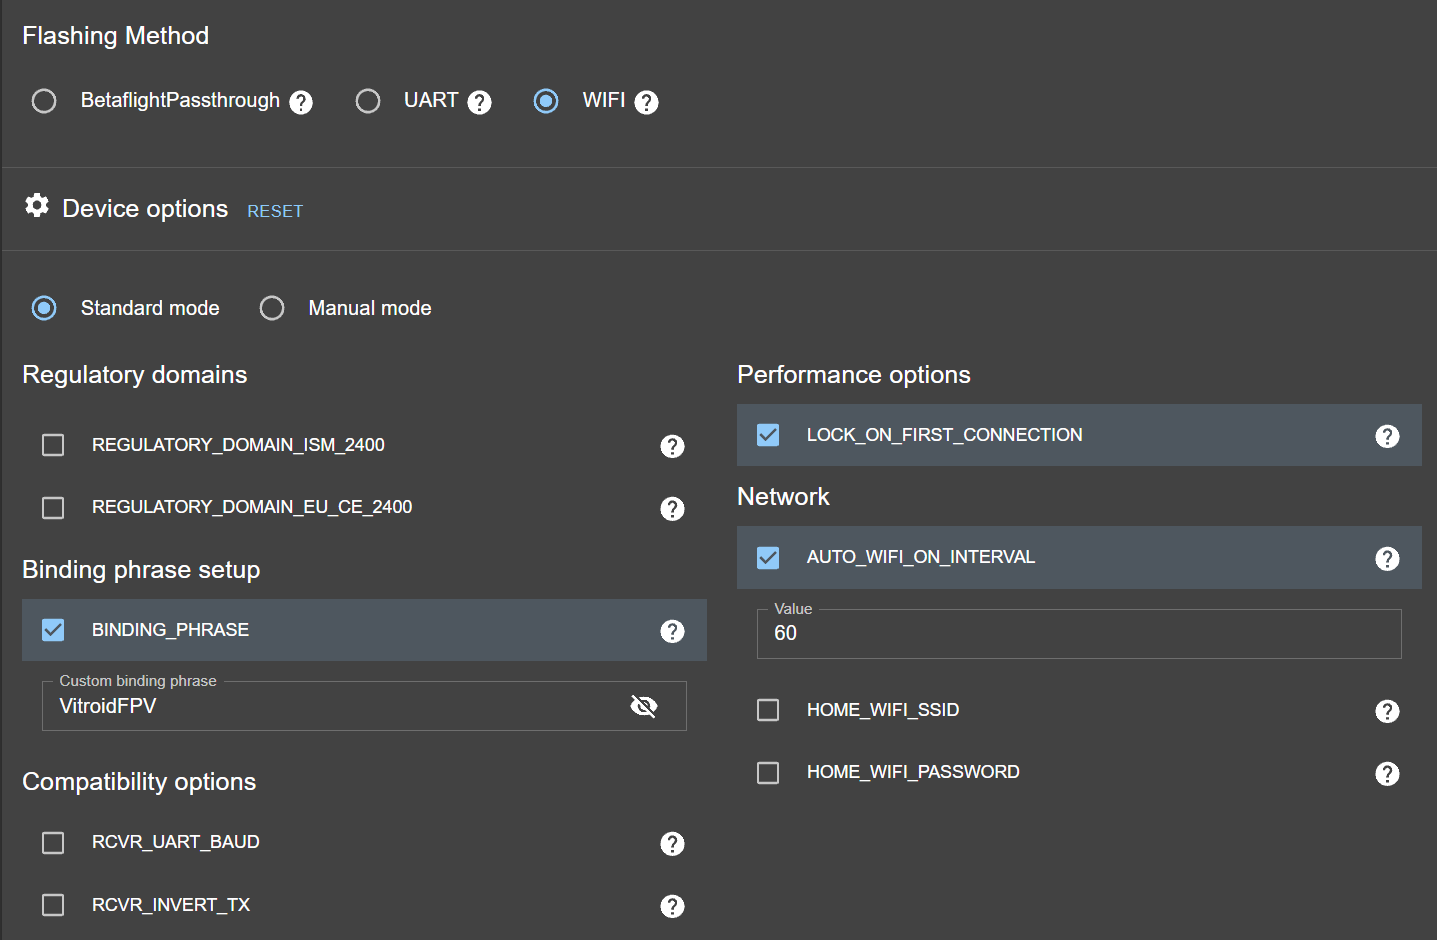 Flashing Method
BetaflightPassthrough ? UART ? WIFI ?
Device options RESET
Standard mode Manual mode
Regulatory domains
REGULATORY_DOMAIN_ISM_2400 ?
REGULATORY_DOMAIN_EU_CE_2400 ?
Binding phrase setup
BINDING_PHRASE ?
Custom binding phrase
VitroidFPV
Compatibility options
RCVR_UART_BAUD ?
RCVR_INVERT_TX ?
Performance options
LOCK_ON_FIRST_CONNECTION ?
Network
AUTO_WIFI_ON_INTERVAL ?
Value
60
HOME_WIFI_SSID ?
HOME_WIFI_PASSWORD ?